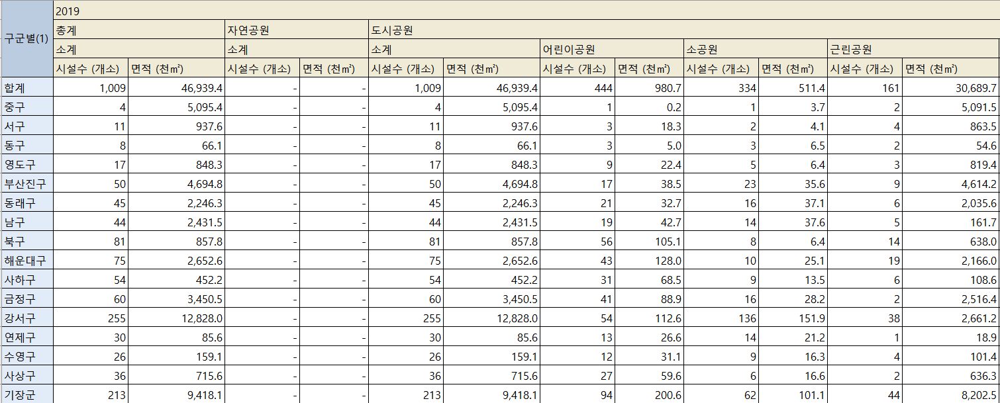 2019
구군별(1)
총계 자연공원 도시공원
소계 소계 소계 어린이공원 소공원 근린공원
시설수 (개소) 면적 (천㎡) 시설수 (개소) 면적 (천㎡) 시설수 (개소) 면적 (천㎡) 시설수 (개소) 면적 (천㎡) 시설수 (개소) 면적 (천㎡) 시설수 (개소) 면적 (천㎡)
합계 1,009 46,939.4 - - 1,009 46,939.4 444 980.7 334 511.4 161 30,689.7
중구 4 5,095.4 - - 4 5,095.4 1 0.2 1 3.7 2 5,091.5
서구 11 937.6 - - 11 937.6 3 18.3 2 4.1 4 863.5
동구 8 66.1 - - 8 66.1 3 5.0 3 6.5 2 54.6
영도구 17 848.3 - - 17 848.3 9 22.4 5 6.4 3 819.4
부산진구 50 4,694.8 - - 50 4,694.8 17 38.5 23 35.6 9 4,614.2
동래구 45 2,246.3 - - 45 2,246.3 21 32.7 16 37.1 6 2,035.6
남구 44 2,431.5 - - 44 2,431.5 19 42.7 14 37.6 5 161.7
북구 81 857.8 - - 81 857.8 56 105.1 8 6.4 14 638.0
해운대구 75 2,652.6 - - 75 2,652.6 43 128.0 10 25.1 19 2,166.0
사하구 54 452.2 - - 54 452.2 31 68.5 9 13.5 6 108.6
금정구 60 3,450.5 - - 60 3,450.5 41 88.9 16 28.2 2 2,516.4
강서구 255 12,828.0 - - 255 12,828.0 54 112.6 136 151.9 38 2,661.2
연제구 30 85.6 - - 30 85.6 13 26.6 14 21.2 1 18.9
수영구 26 159.1 - - 26 159.1 12 31.1 9 16.3 4 101.4
사상구 36 715.6 - - 36 715.6 27 59.6 6 16.6 2 636.3
기장군 213 9,418.1 - - 213 9,418.1 94 200.6 62 101.1 44 8,202.5